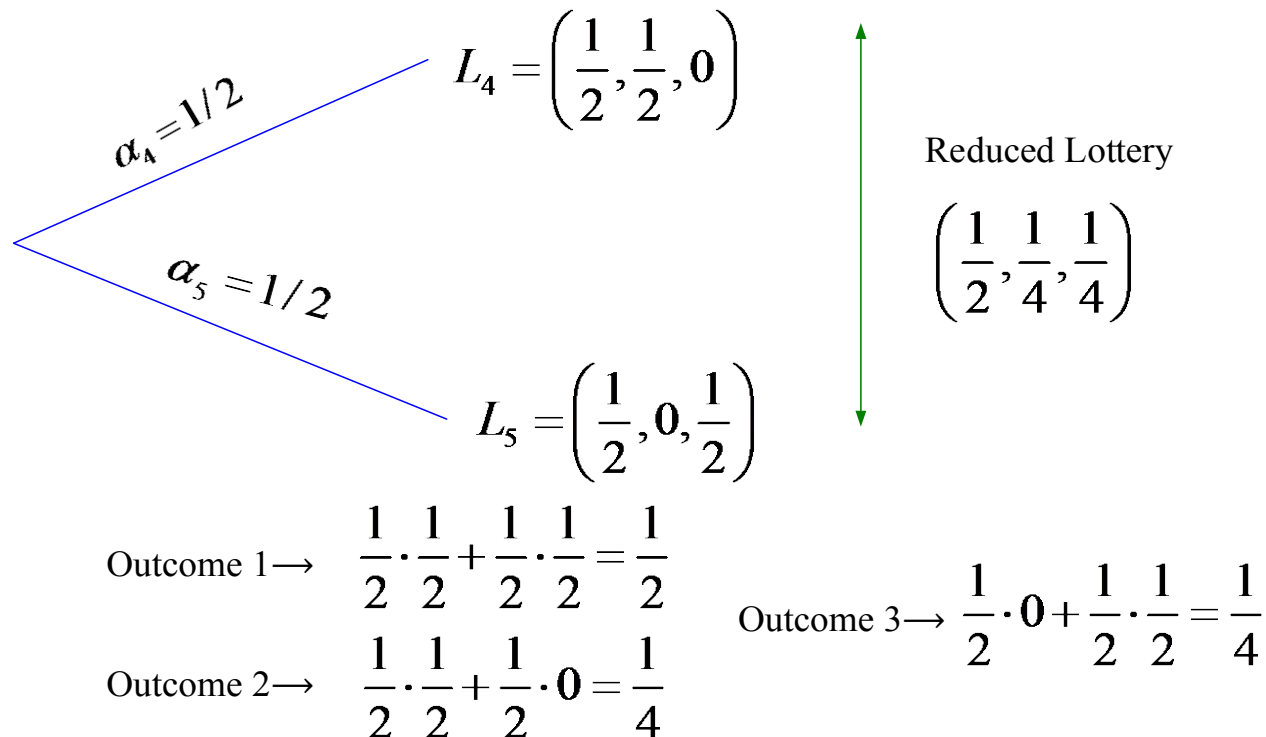 L₄ = (1/2, 1/2, 0)
α₄ = 1/2
Reduced Lottery
(1/2, 1/4, 1/4)
α₅ = 1/2
L₅ = (1/2, 0, 1/2)
Outcome 1→ 1/2 · 1/2 + 1/2 · 1/2 = 1/2
Outcome 2→ 1/2 · 1/2 + 1/2 · 0 = 1/4
Outcome 3→ 1/2 · 0 + 1/2 · 1/2 = 1/4